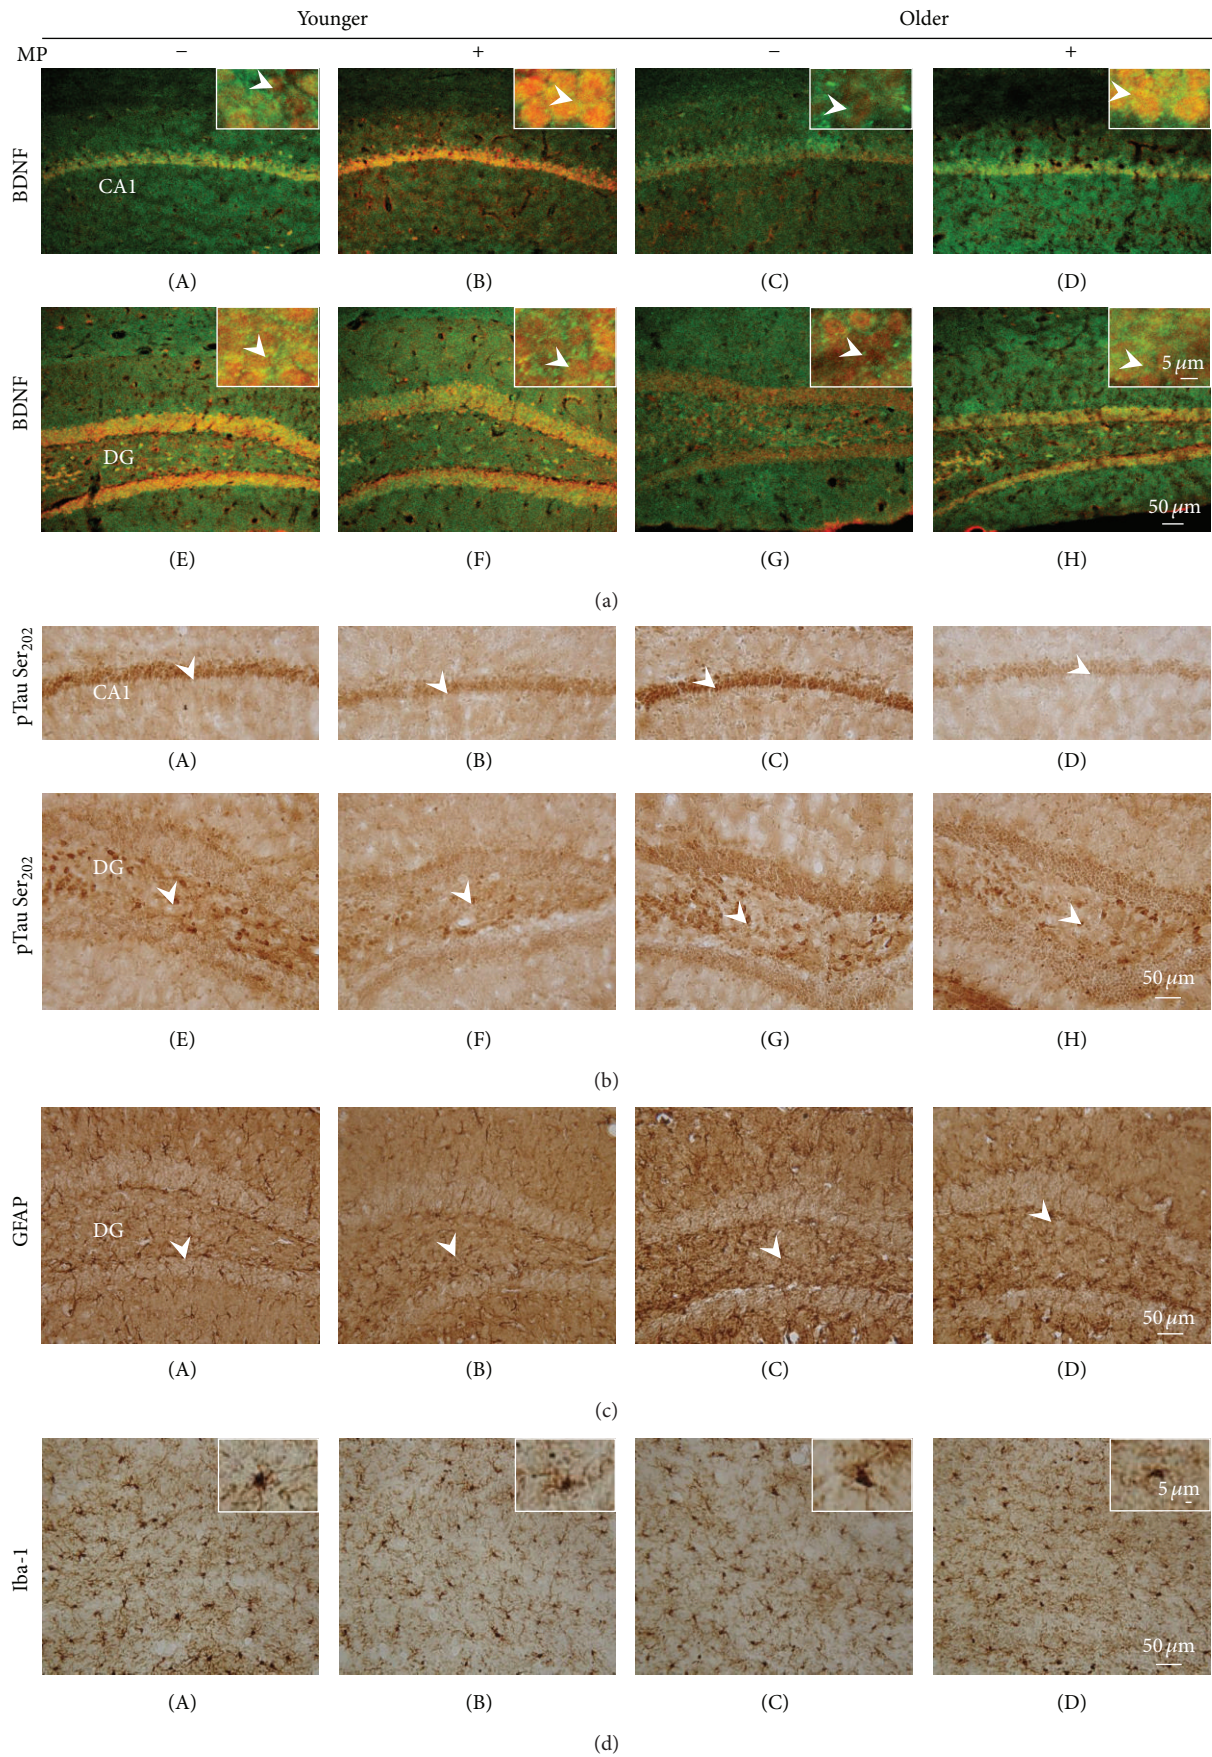 Younger Older
MP − + − +
BDNF
CA1
(A) (B) (C) (D)
BDNF
DG
5 μm
50 μm
(E) (F) (G) (H)
(a)
pTau Ser202
CA1
(A) (B) (C) (D)
pTau Ser202
DG
50 μm
(E) (F) (G) (H)
(b)
GFAP
DG
50 μm
(A) (B) (C) (D)
(c)
Iba-1
5 μm
50 μm
(A) (B) (C) (D)
(d)